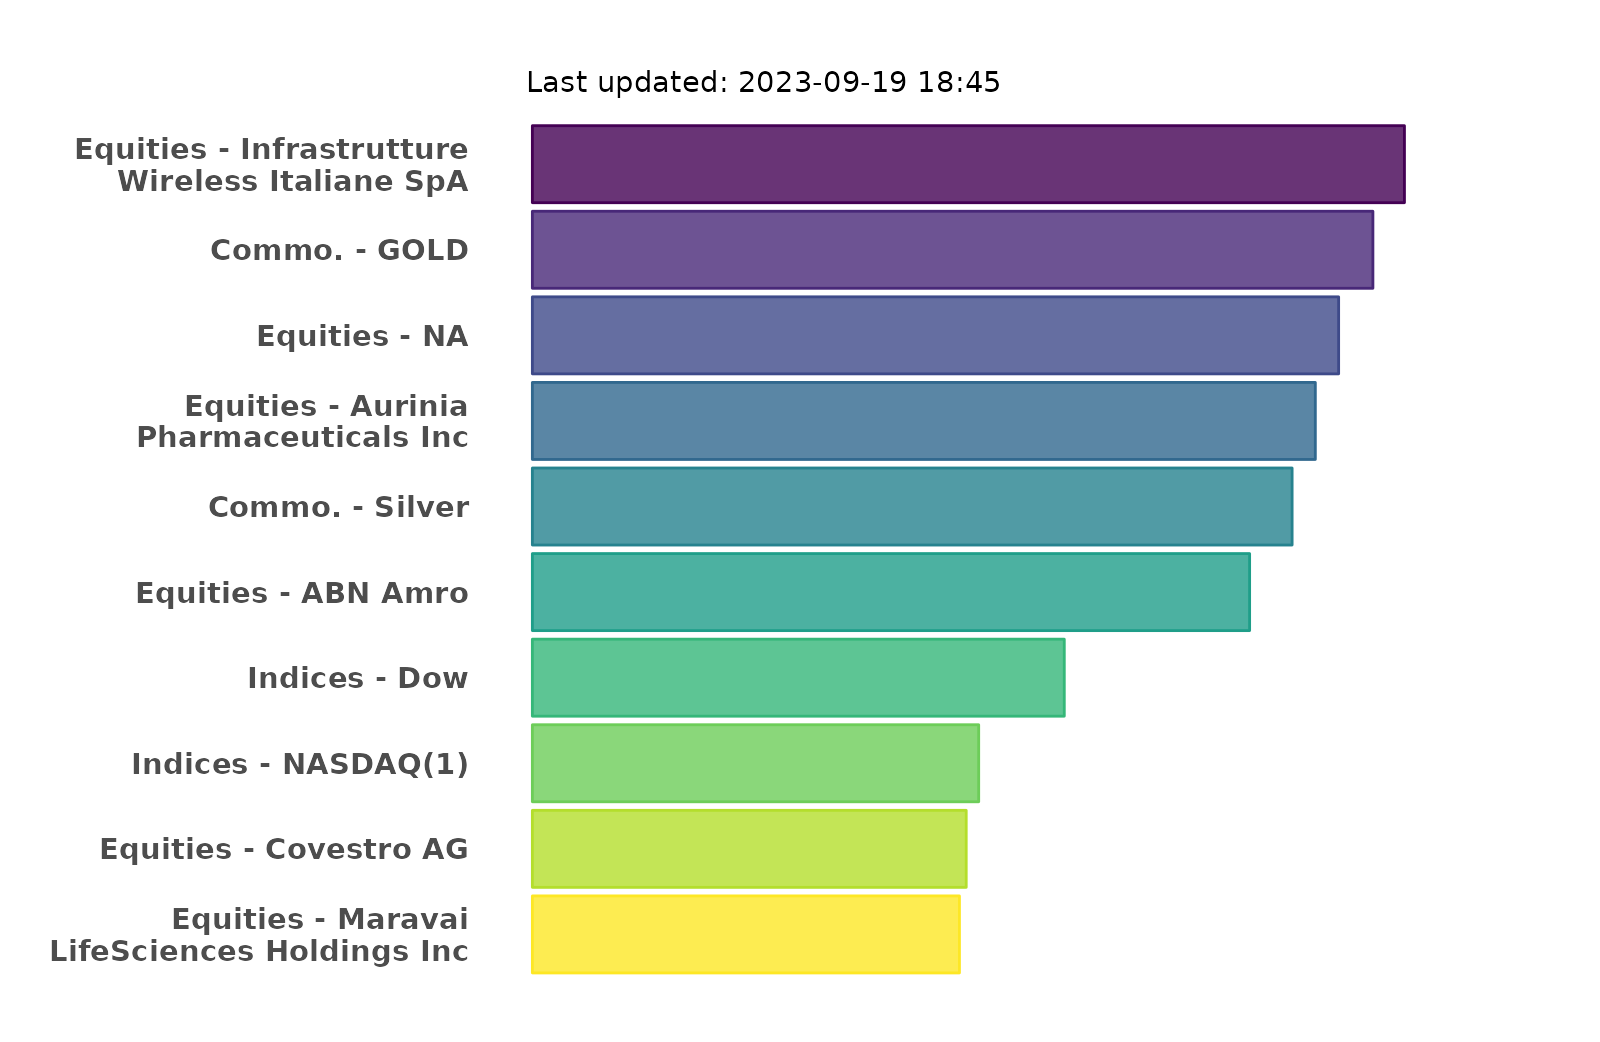 Last updated: 2023-09-19 18:45
Equities - Infrastrutture
Wireless Italiane SpA
Commo. - GOLD
Equities - NA
Equities - Aurinia
Pharmaceuticals Inc
Commo. - Silver
Equities - ABN Amro
Indices - Dow
Indices - NASDAQ(1)
Equities - Covestro AG
Equities - Maravai
LifeSciences Holdings Inc